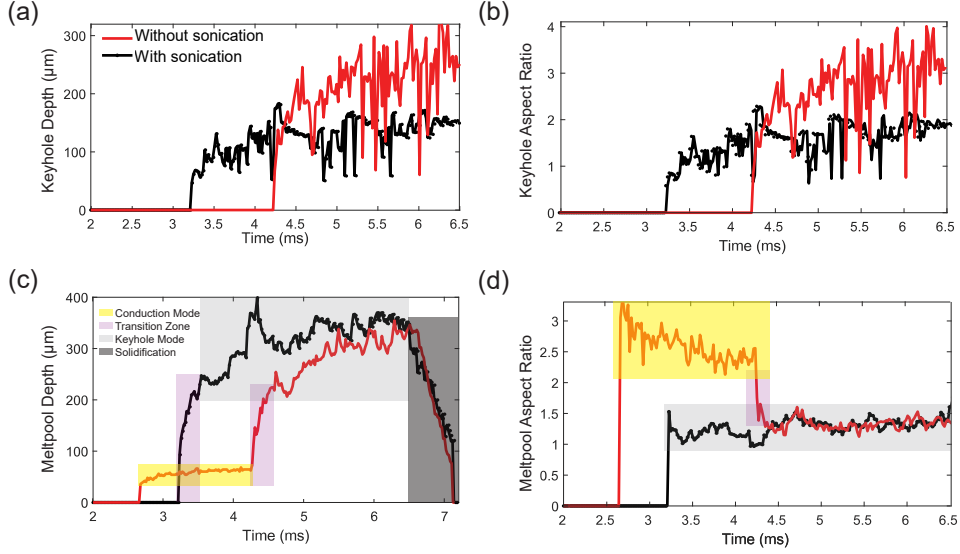 (a)
Without sonication
With sonication
Keyhole Depth (µm)
300
200
100
0
2 2.5 3 3.5 4 4.5 5 5.5 6 6.5
Time (ms)
(b)
Keyhole Aspect Ratio
4
3
2
1
0
2 2.5 3 3.5 4 4.5 5 5.5 6 6.5
Time (ms)
(c)
Conduction Mode
Transition Zone
Keyhole Mode
Solidification
Meltpool Depth (µm)
400
300
200
100
0
2 3 4 5 6 7
Time (ms)
(d)
Meltpool Aspect Ratio
3
2.5
2
1.5
1
0.5
0
2 2.5 3 3.5 4 4.5 5 5.5 6 6.5
Time (ms)